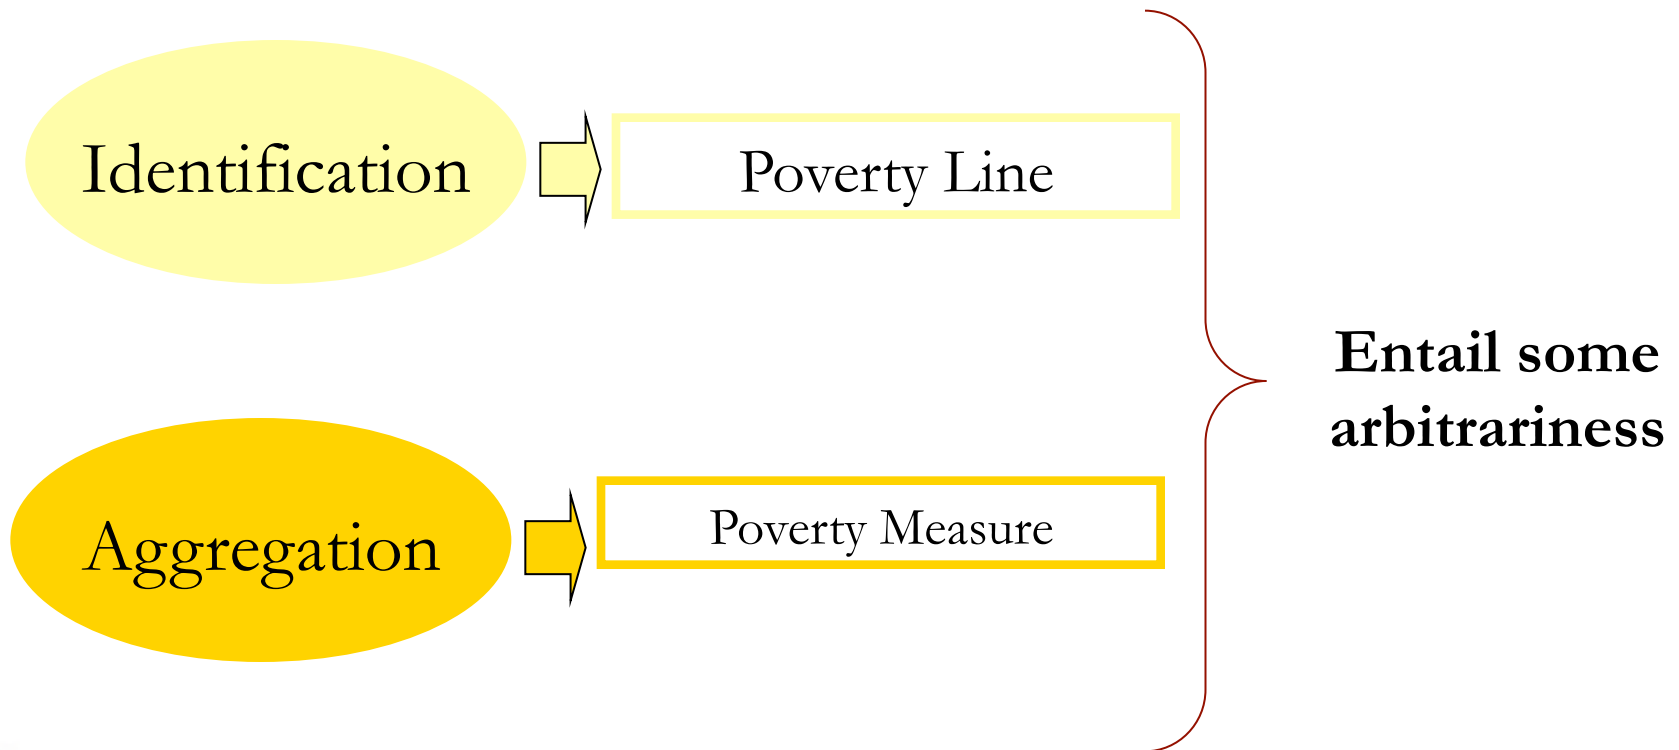 Identification
Poverty Line
Entail some
arbitrariness
Aggregation
Poverty Measure